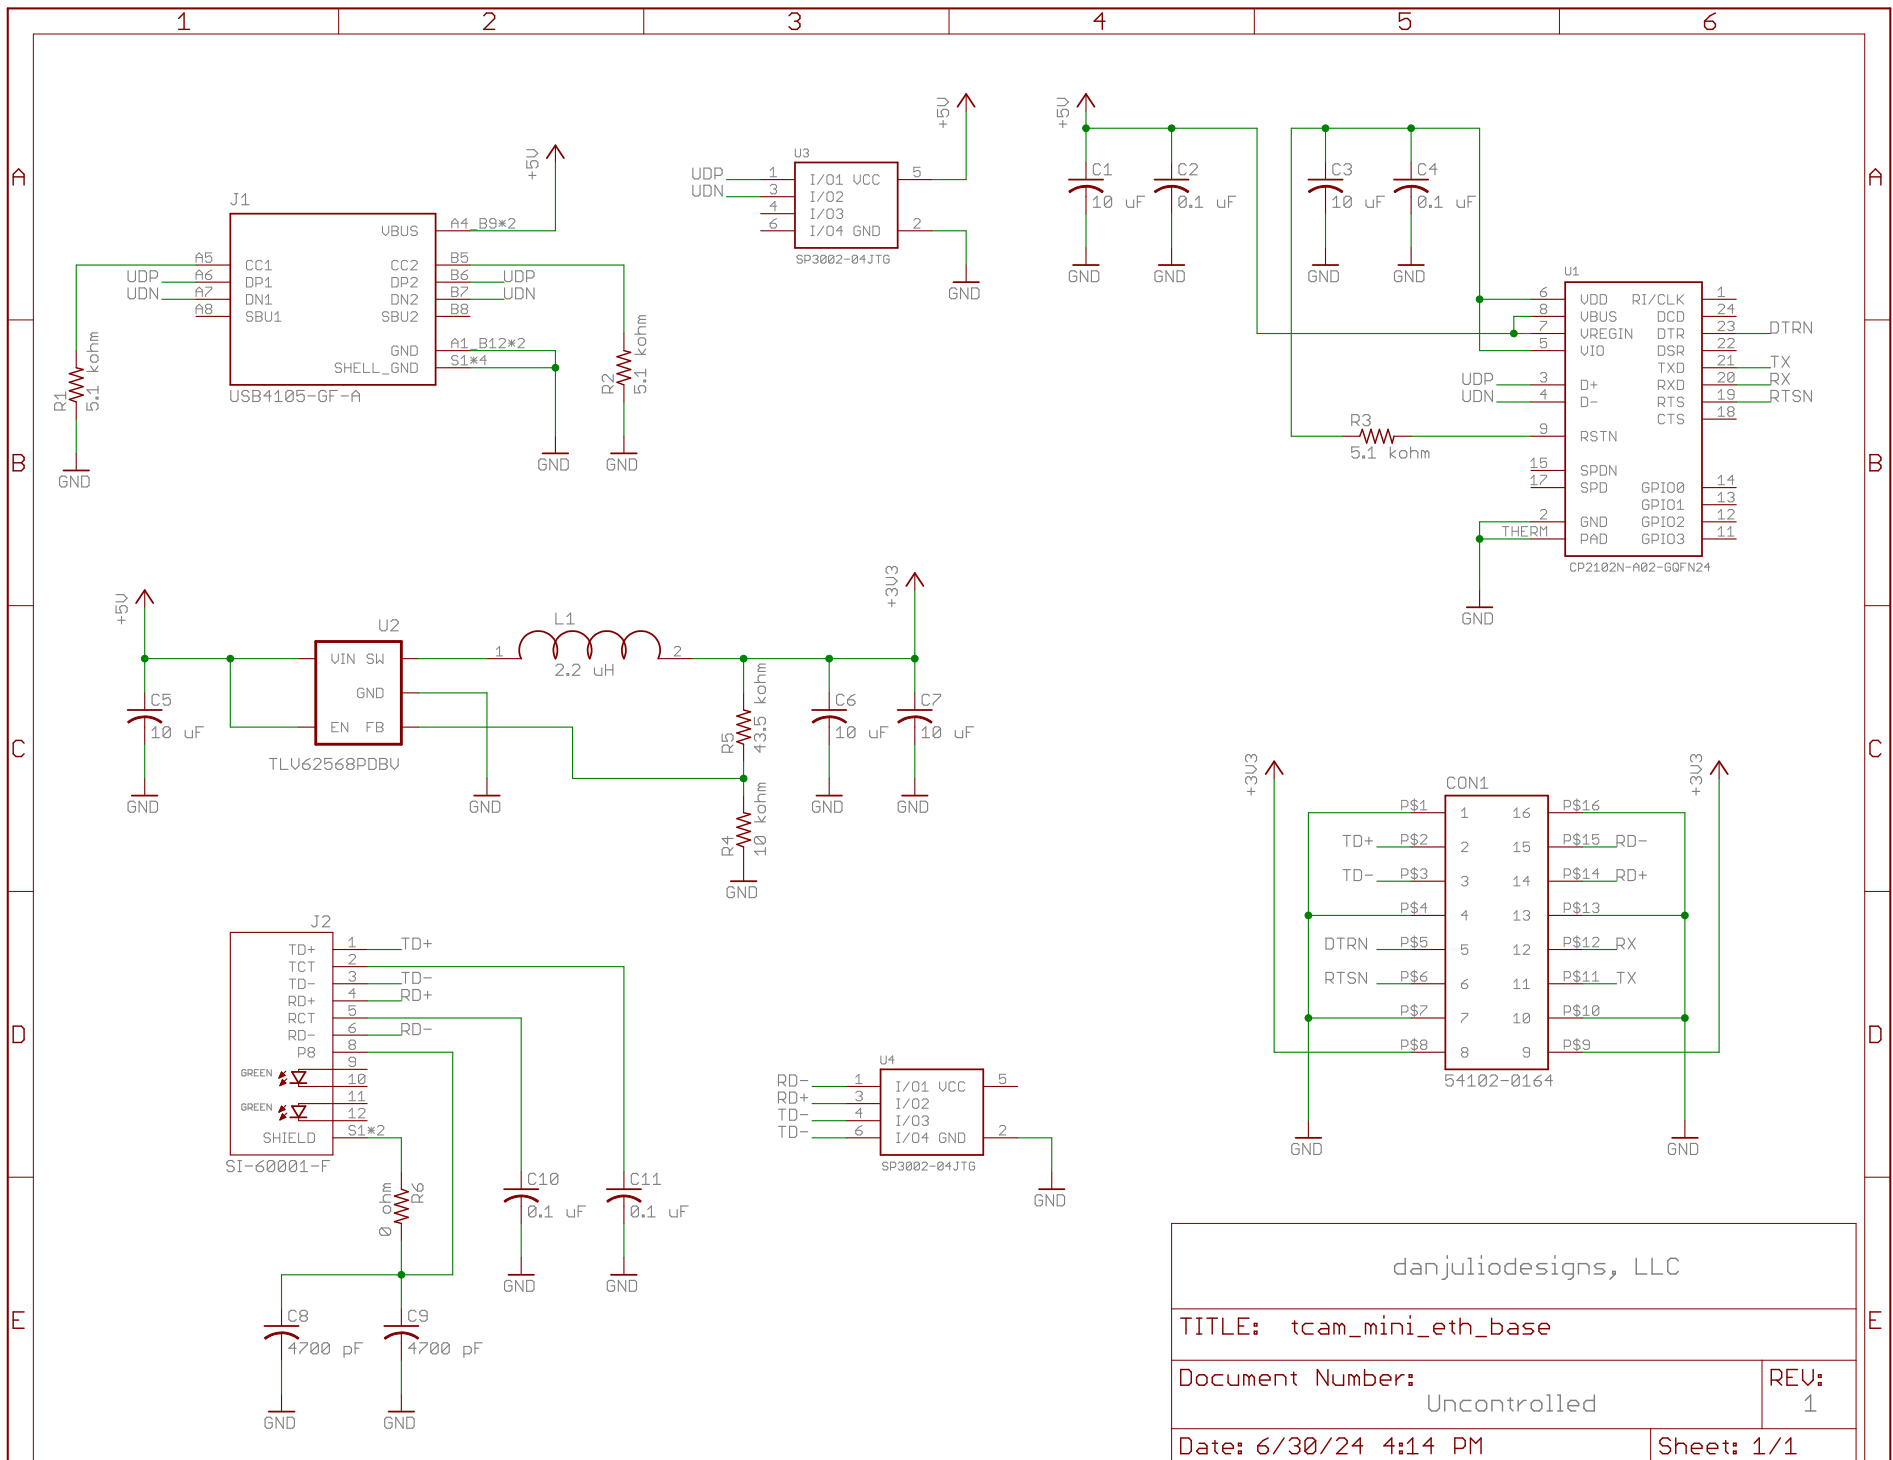 1 2 3 4 5 6
A
B
C
D
E
A
B
C
D
E
J1
A5 CC1
UDP A6 DP1
UDN A7 DN1
A8 SBU1
VBUS A4_B9*2
+5V
CC2 B5
DP2 B6 UDP
DN2 B7 UDN
SBU2 B8
GND A1_B12*2
SHELL_GND S1*4
USB4105-GF-A
R1
5.1 kohm
GND
GND
R2
5.1 kohm
GND
U3
UDP 1 I/O1 VCC 5
UDN 3 I/O2
4 I/O3
6 I/O4 GND 2
SP3002-04JTG
+5V
GND
+5V
C1
10 uF
GND
C2
0.1 uF
GND
C3
10 uF
GND
C4
0.1 uF
GND
U1
6 VDD RI/CLK 1
8 VBUS DCD 24
7 VREGIN DTR 23 DTRN
5 VIO DSR 22
TXD 21 TX
UDP 3 D+ RXD 20 RX
UDN 4 D- RTS 19 RTSN
CTS 18
9 RSTN
15 SPDN
17 SPD GPIO0 14
GPIO1 13
2 GND GPIO2 12
THERM PAD GPIO3 11
CP2102N-A02-GQFN24
R3
5.1 kohm
GND
+5V
C5
10 uF
GND
U2
VIN SW
GND
EN FB
TLV62568PDBV
GND
L1
1 2
2.2 uH
R5
43.5 kohm
R4
10 kohm
GND
C6
10 uF
GND
C7
10 uF
GND
+3V3
+3V3
+3V3
CON1
P$1 1 16 P$16
TD+ P$2 2 15 P$15 RD-
TD- P$3 3 14 P$14 RD+
P$4 4 13 P$13
DTRN P$5 5 12 P$12 RX
RTSN P$6 6 11 P$11 TX
P$7 7 10 P$10
P$8 8 9 P$9
54102-0164
GND
GND
J2
TD+ 1 TD+
TCT 2
TD- 3 TD-
RD+ 4 RD+
RCT 5
RD- 6 RD-
P8 8
9
GREEN 10
11
GREEN 12
SHIELD S1*2
SI-60001-F
0 ohm
R6
C10
0.1 uF
GND
C11
0.1 uF
GND
C8
4700 pF
GND
C9
4700 pF
GND
U4
RD- 1 I/O1 VCC 5
RD+ 3 I/O2
TD- 4 I/O3
TD- 6 I/O4 GND 2
SP3002-04JTG
GND
danjuliodesigns, LLC
TITLE: tcam_mini_eth_base
Document Number:
Uncontrolled
REV:
1
Date: 6/30/24 4:14 PM
Sheet: 1/1